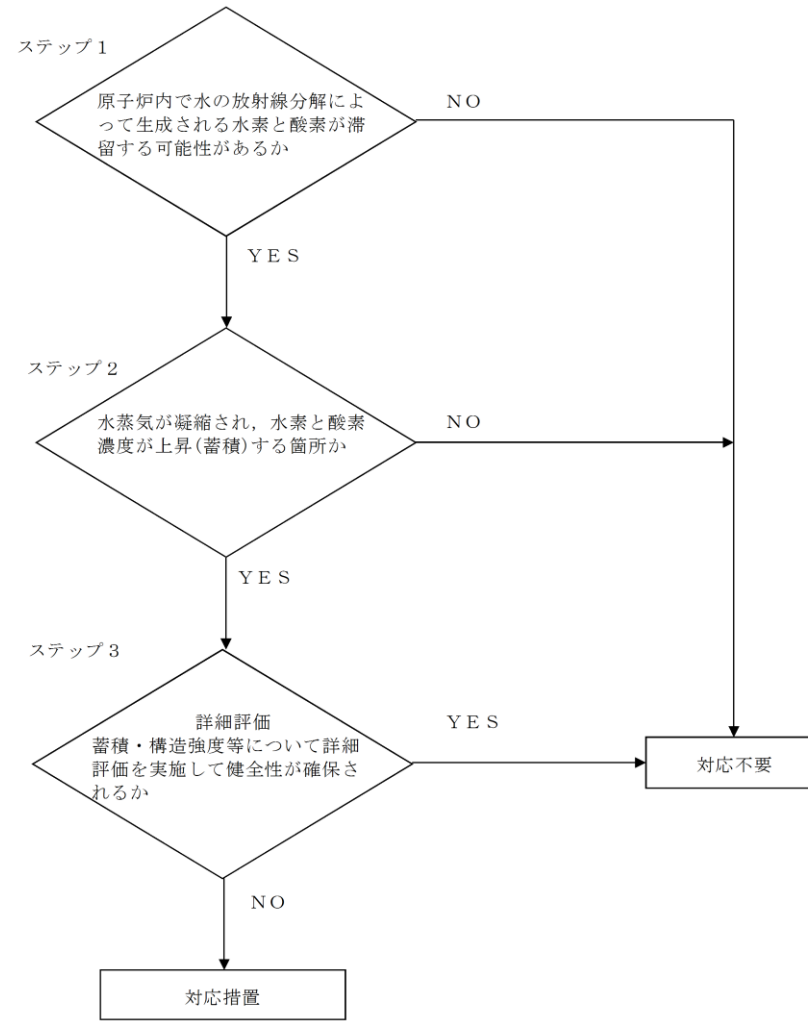 ステップ１
原子炉内で水の放射線分解によ
って生成される水素と酸素が滞
留する可能性があるか
ＮＯ
ＹＥＳ
ステップ２
水蒸気が凝縮され，水素と酸素
濃度が上昇(蓄積)する箇所か
ＮＯ
ＹＥＳ
ステップ３
詳細評価
蓄積・構造強度等について詳細
評価を実施して健全性が確保さ
れるか
ＹＥＳ
対応不要
ＮＯ
対応措置